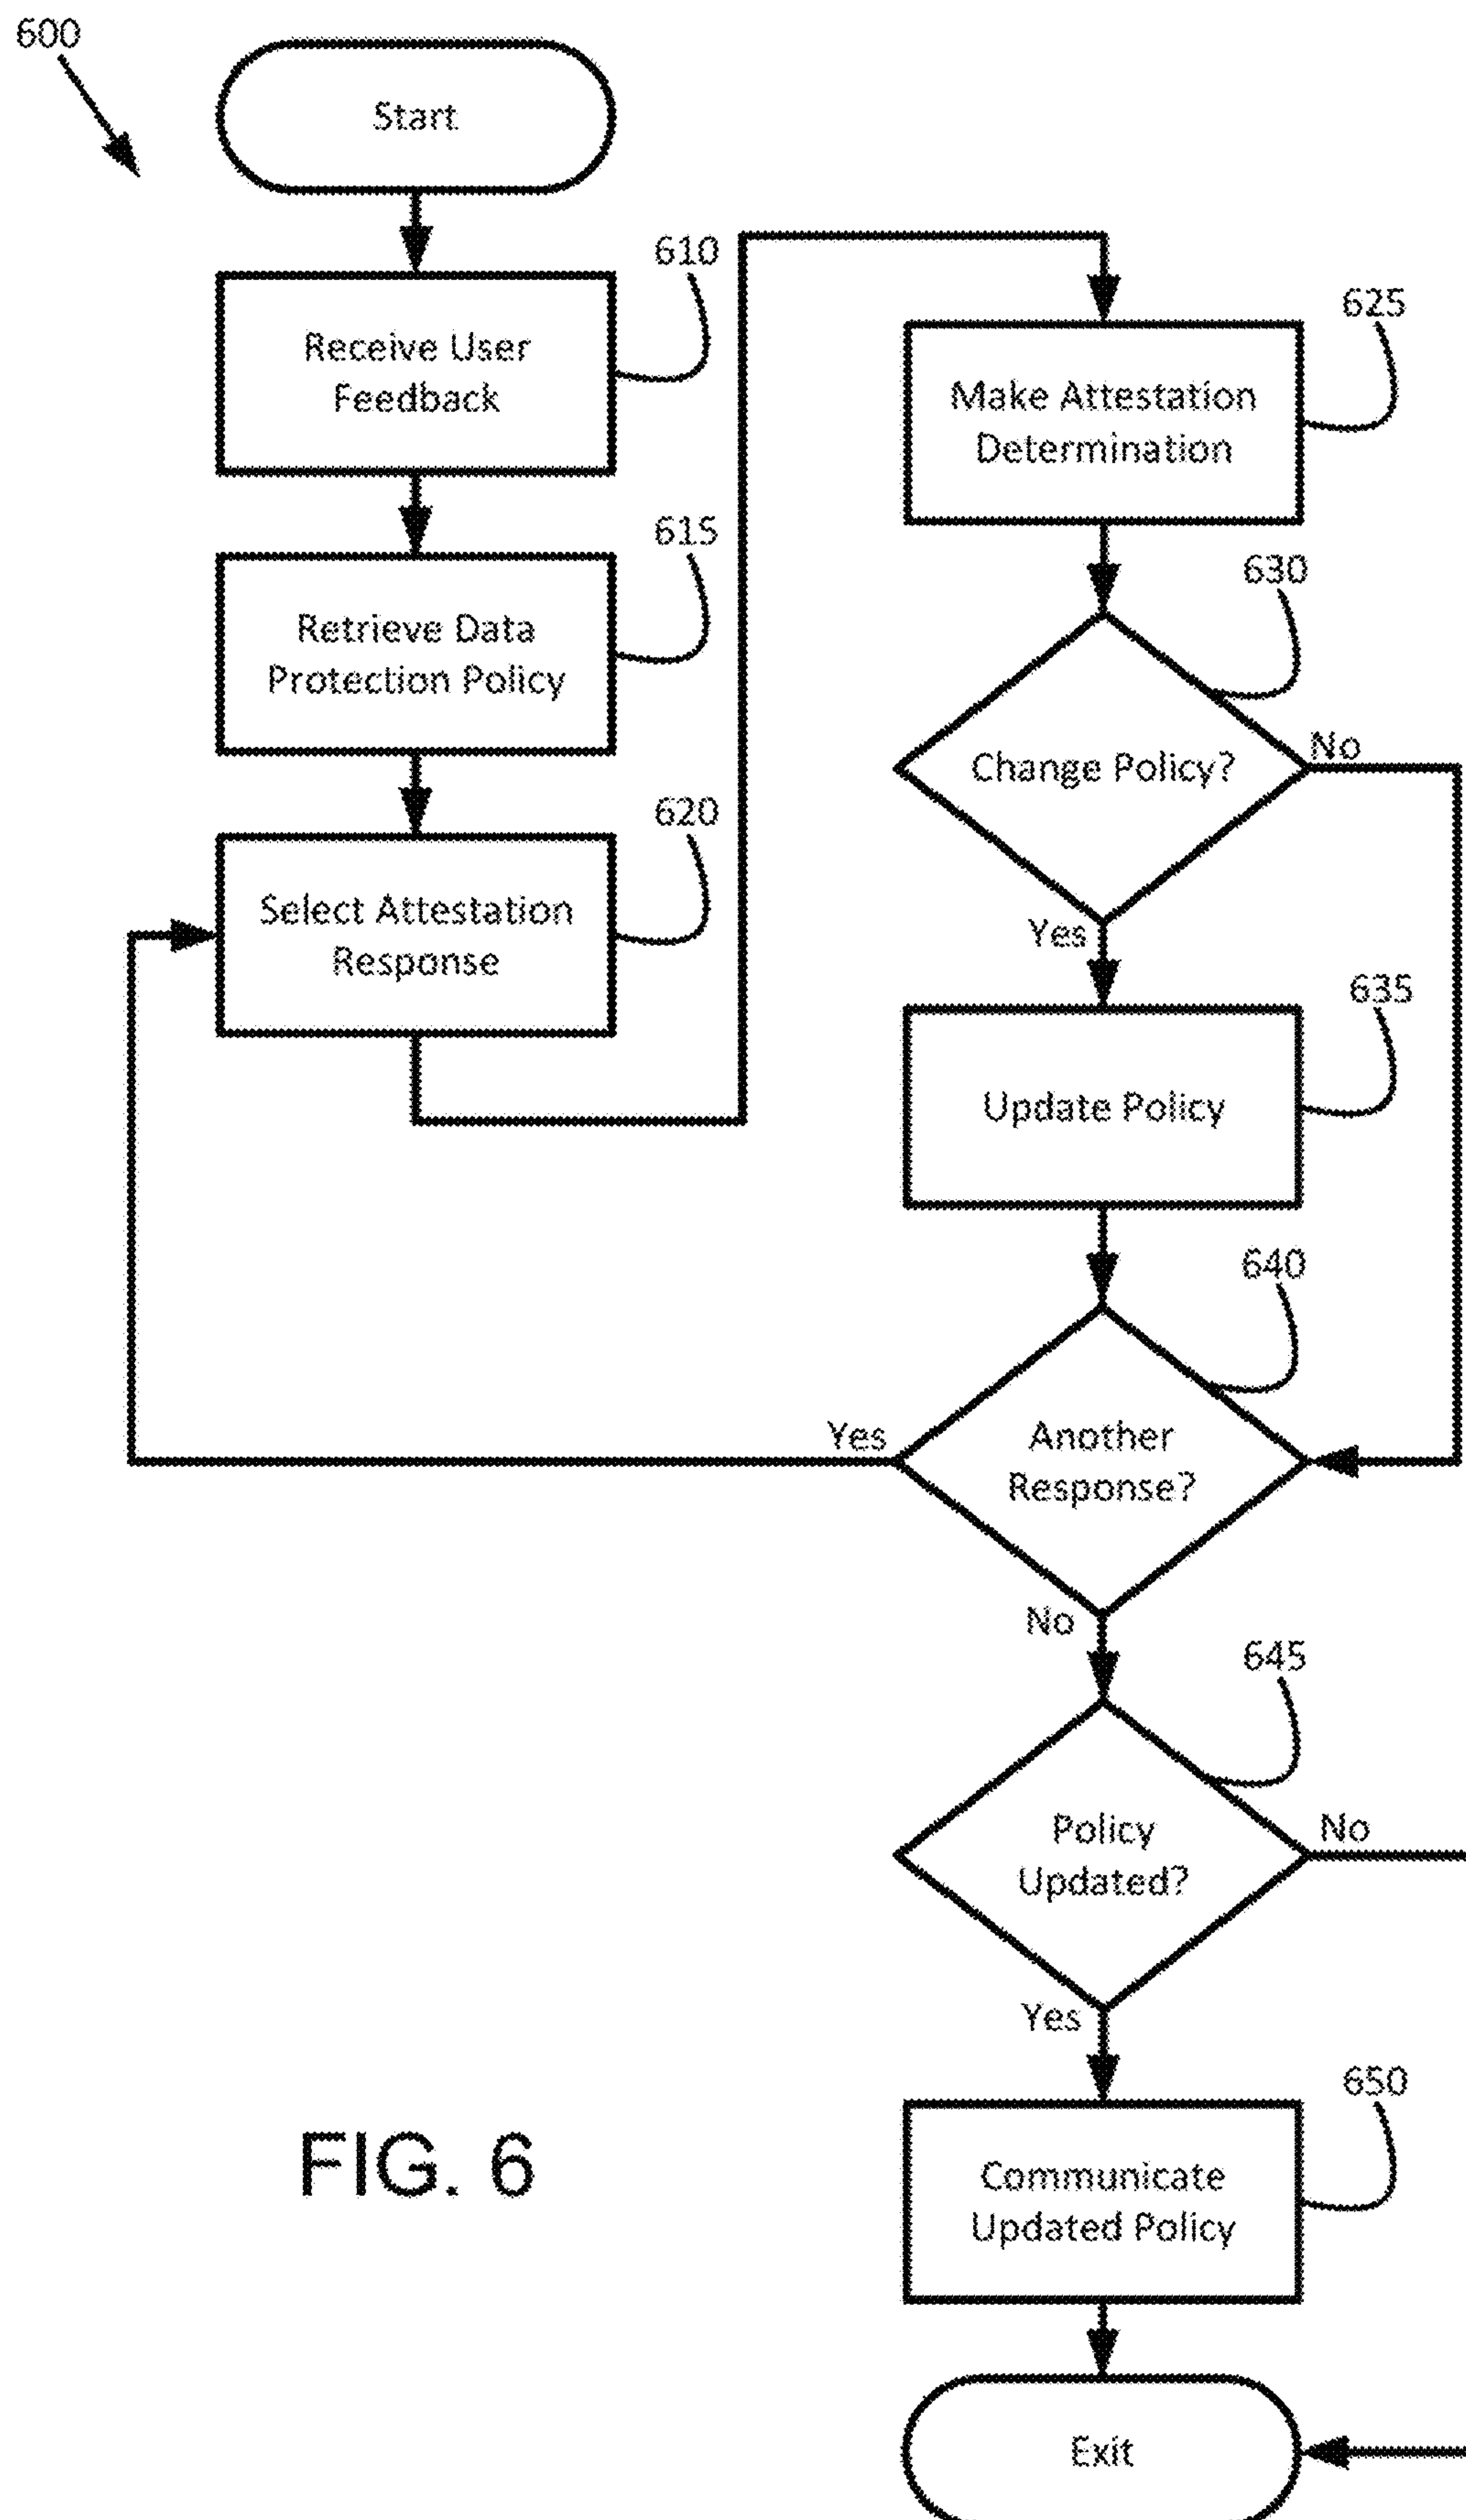 600
Start
610
Receive User
Feedback
615
Retrieve Data
Protection Policy
620
Select Attestation
Response
625
Make Attestation
Determination
630
Change Policy?
No
Yes
635
Update Policy
640
Another
Response?
Yes
No
645
Policy
Updated?
No
Yes
650
Communicate
Updated Policy
Exit
FIG. 6